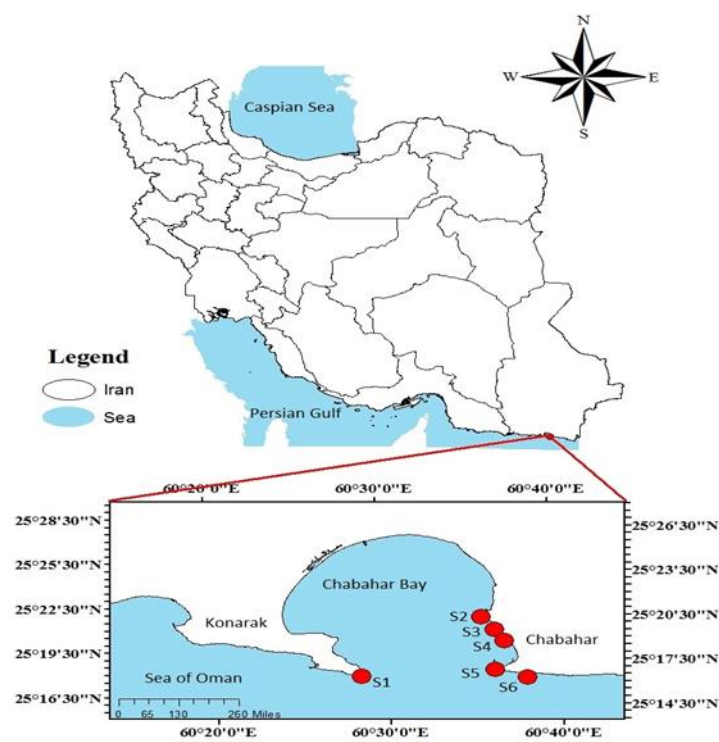 N
W E
S
Caspian Sea
Legend
Iran
Sea
Persian Gulf
60°20'0"E 60°30'0"E 60°40'0"E
25°28'30"N
25°25'30"N
25°22'30"N
25°19'30"N
25°16'30"N
25°26'30"N
25°23'30"N
25°20'30"N
25°17'30"N
25°14'30"N
Chabahar Bay
Konarak
S2
S3
S4
Chabahar
S5
S6
S1
Sea of Oman
0 65 130 260 Miles
60°20'0"E 60°30'0"E 60°40'0"E